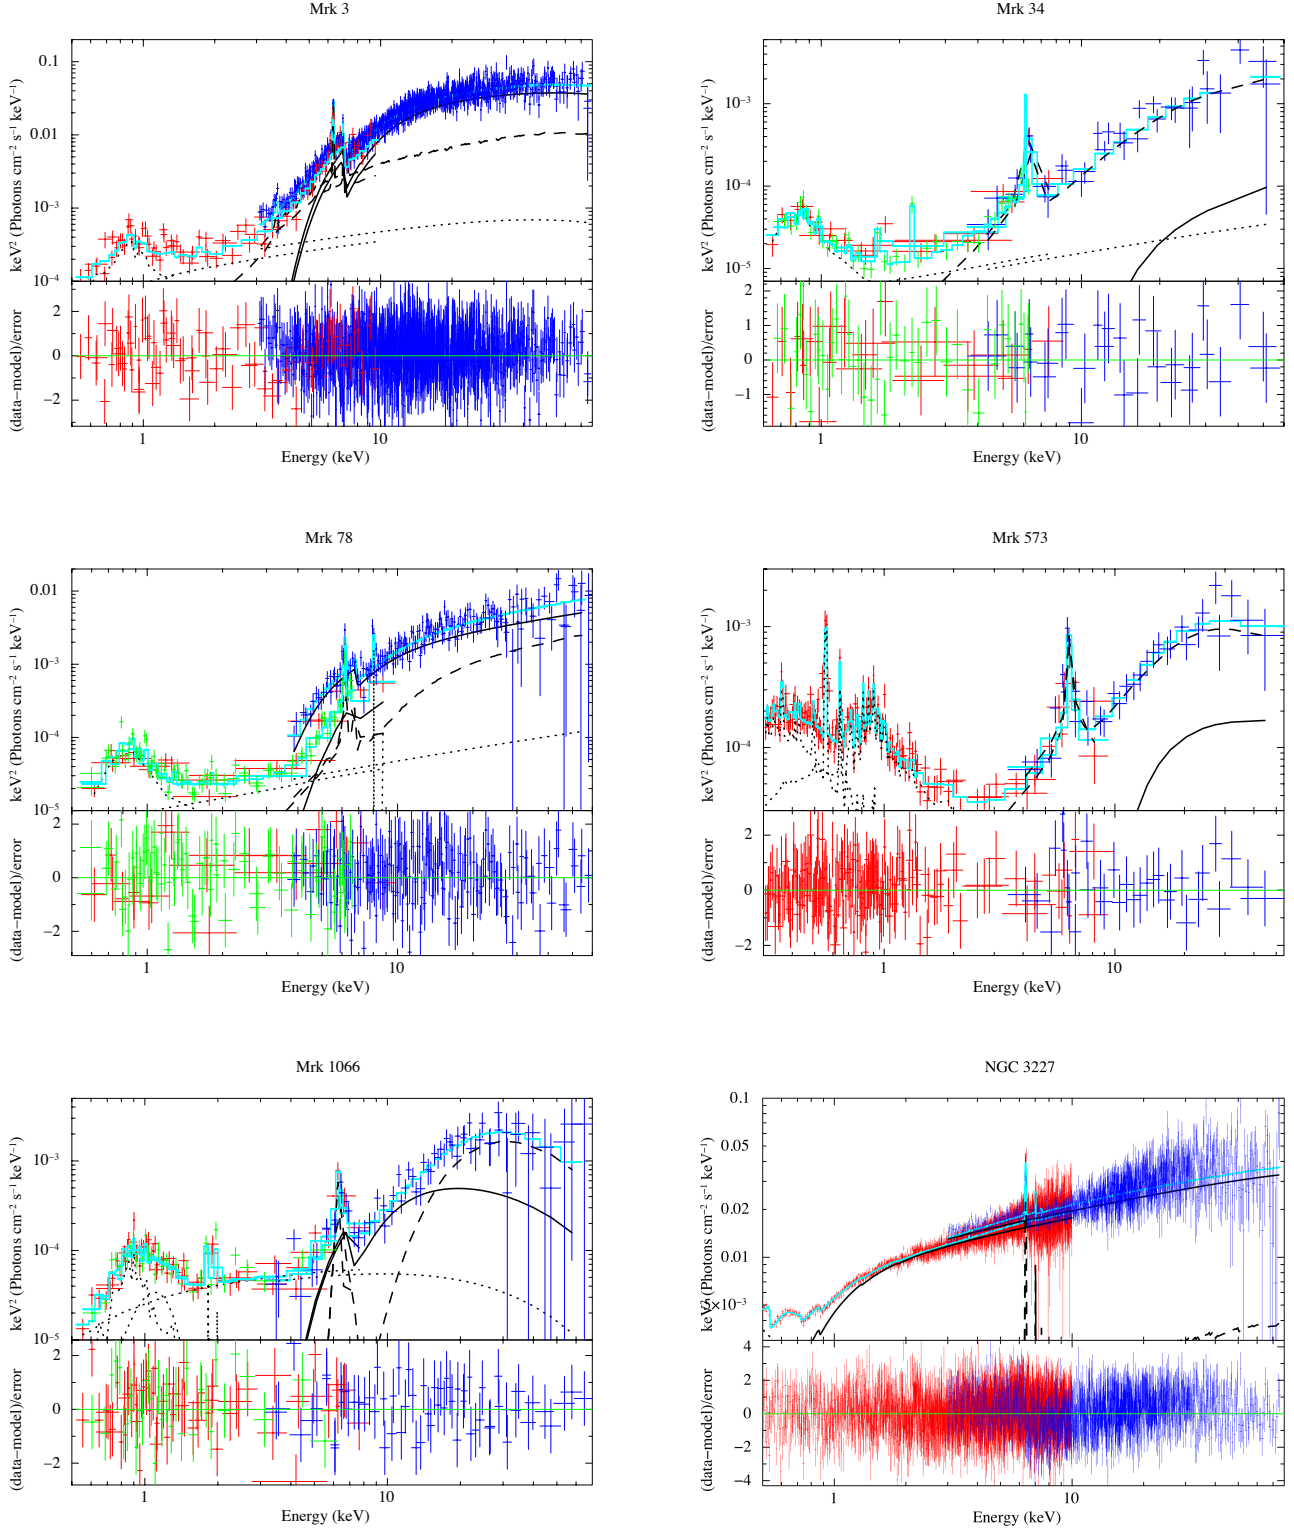 Mrk 3
keV² (Photons cm⁻² s⁻¹ keV⁻¹)
0.1
0.01
10⁻³
10⁻⁴
(data−model)/error
2
0
−2
1
10
Energy (keV)
Mrk 34
keV² (Photons cm⁻² s⁻¹ keV⁻¹)
10⁻³
10⁻⁴
10⁻⁵
(data−model)/error
2
1
0
−1
1
10
Energy (keV)
Mrk 78
keV² (Photons cm⁻² s⁻¹ keV⁻¹)
0.01
10⁻³
10⁻⁴
10⁻⁵
(data−model)/error
2
0
−2
1
10
Energy (keV)
Mrk 573
keV² (Photons cm⁻² s⁻¹ keV⁻¹)
10⁻³
10⁻⁴
(data−model)/error
2
0
−2
1
10
Energy (keV)
Mrk 1066
keV² (Photons cm⁻² s⁻¹ keV⁻¹)
10⁻³
10⁻⁴
10⁻⁵
(data−model)/error
2
0
−2
1
10
Energy (keV)
NGC 3227
keV² (Photons cm⁻² s⁻¹ keV⁻¹)
0.1
0.05
0.02
0.01
5×10⁻³
(data−model)/error
4
2
0
−2
−4
1
10
Energy (keV)